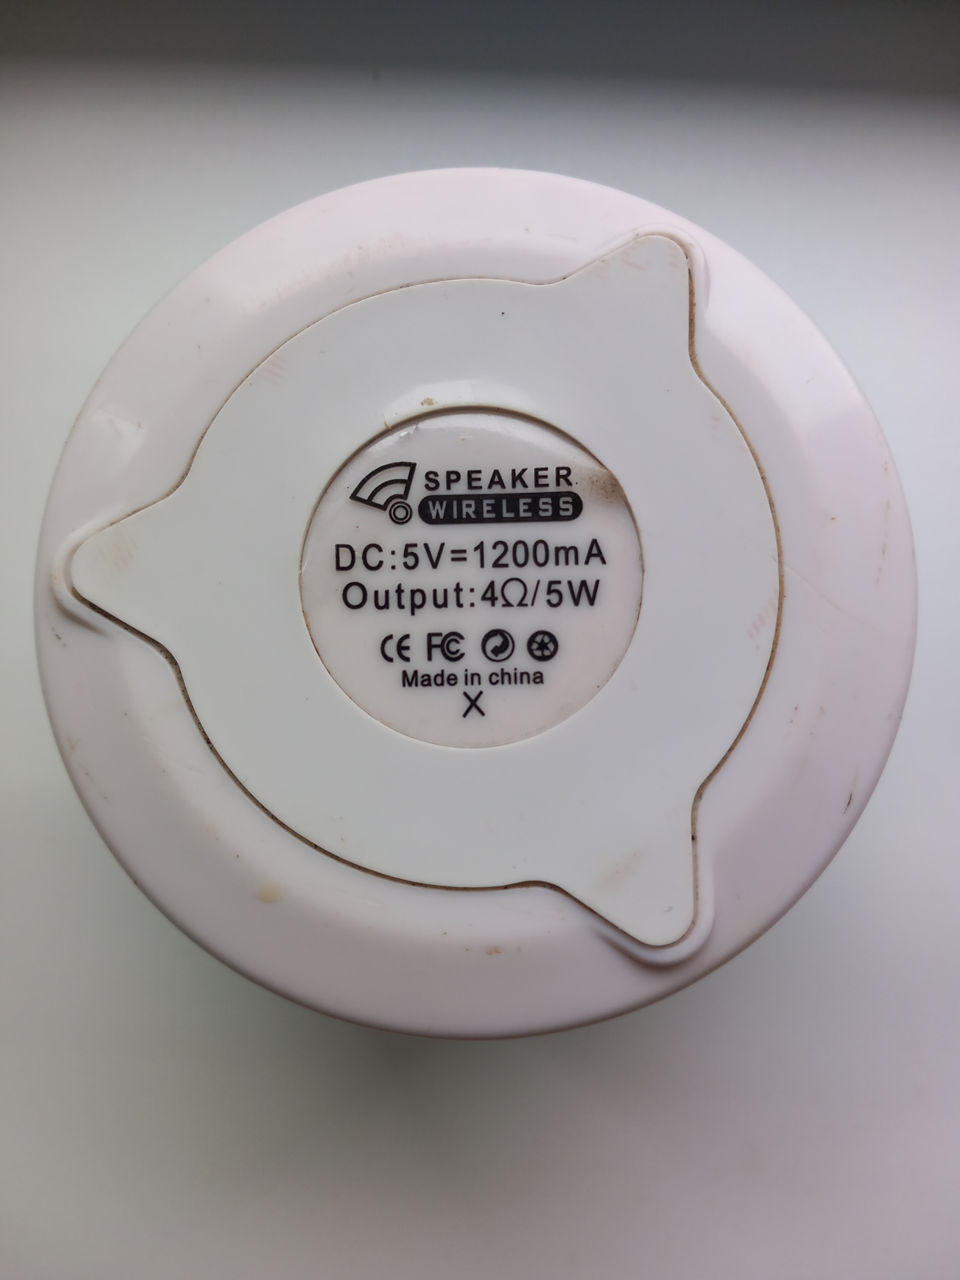 SPEAKER
WIRELESS
DC:5V=1200mA
Output:4Ω/5W
CE FC
Made in china
X